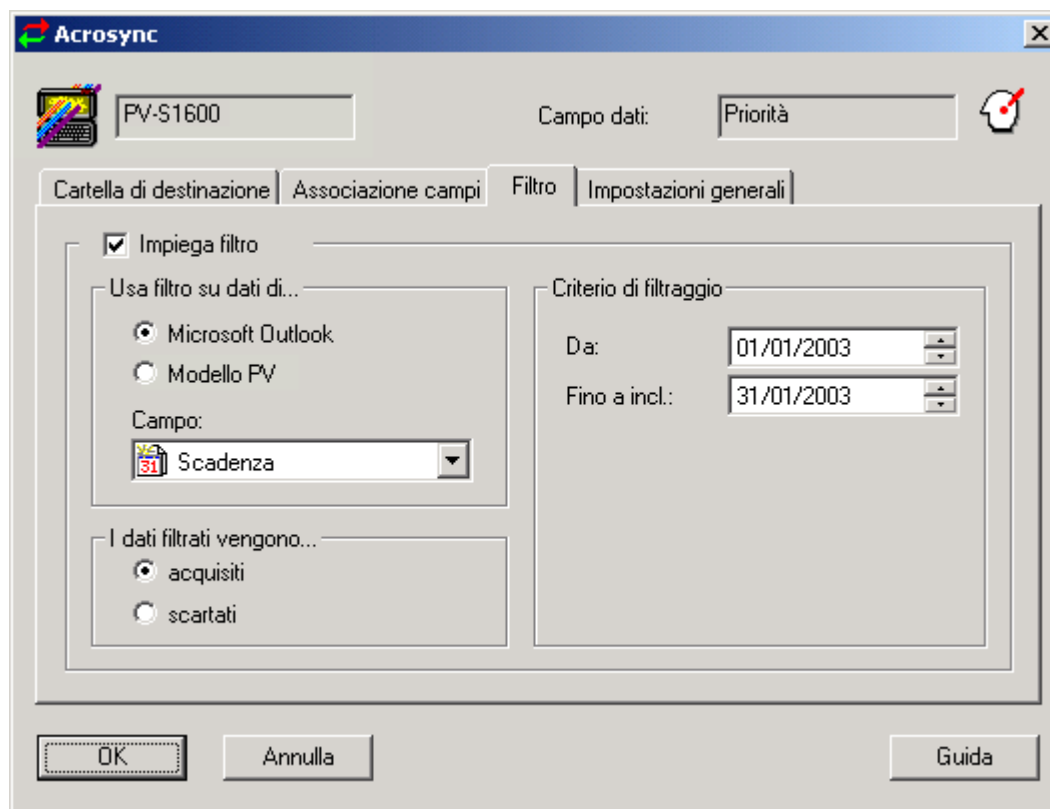 Acrosync
PV-S1600
Campo dati:
Priorità
Cartella di destinazione
Associazione campi
Filtro
Impostazioni generali
Impiega filtro
Usa filtro su dati di...
Microsoft Outlook
Modello PV
Campo:
31
Scadenza
I dati filtrati vengono...
acquisiti
scartati
Criterio di filtraggio
Da:
01/01/2003
Fino a incl.:
31/01/2003
OK
Annulla
Guida